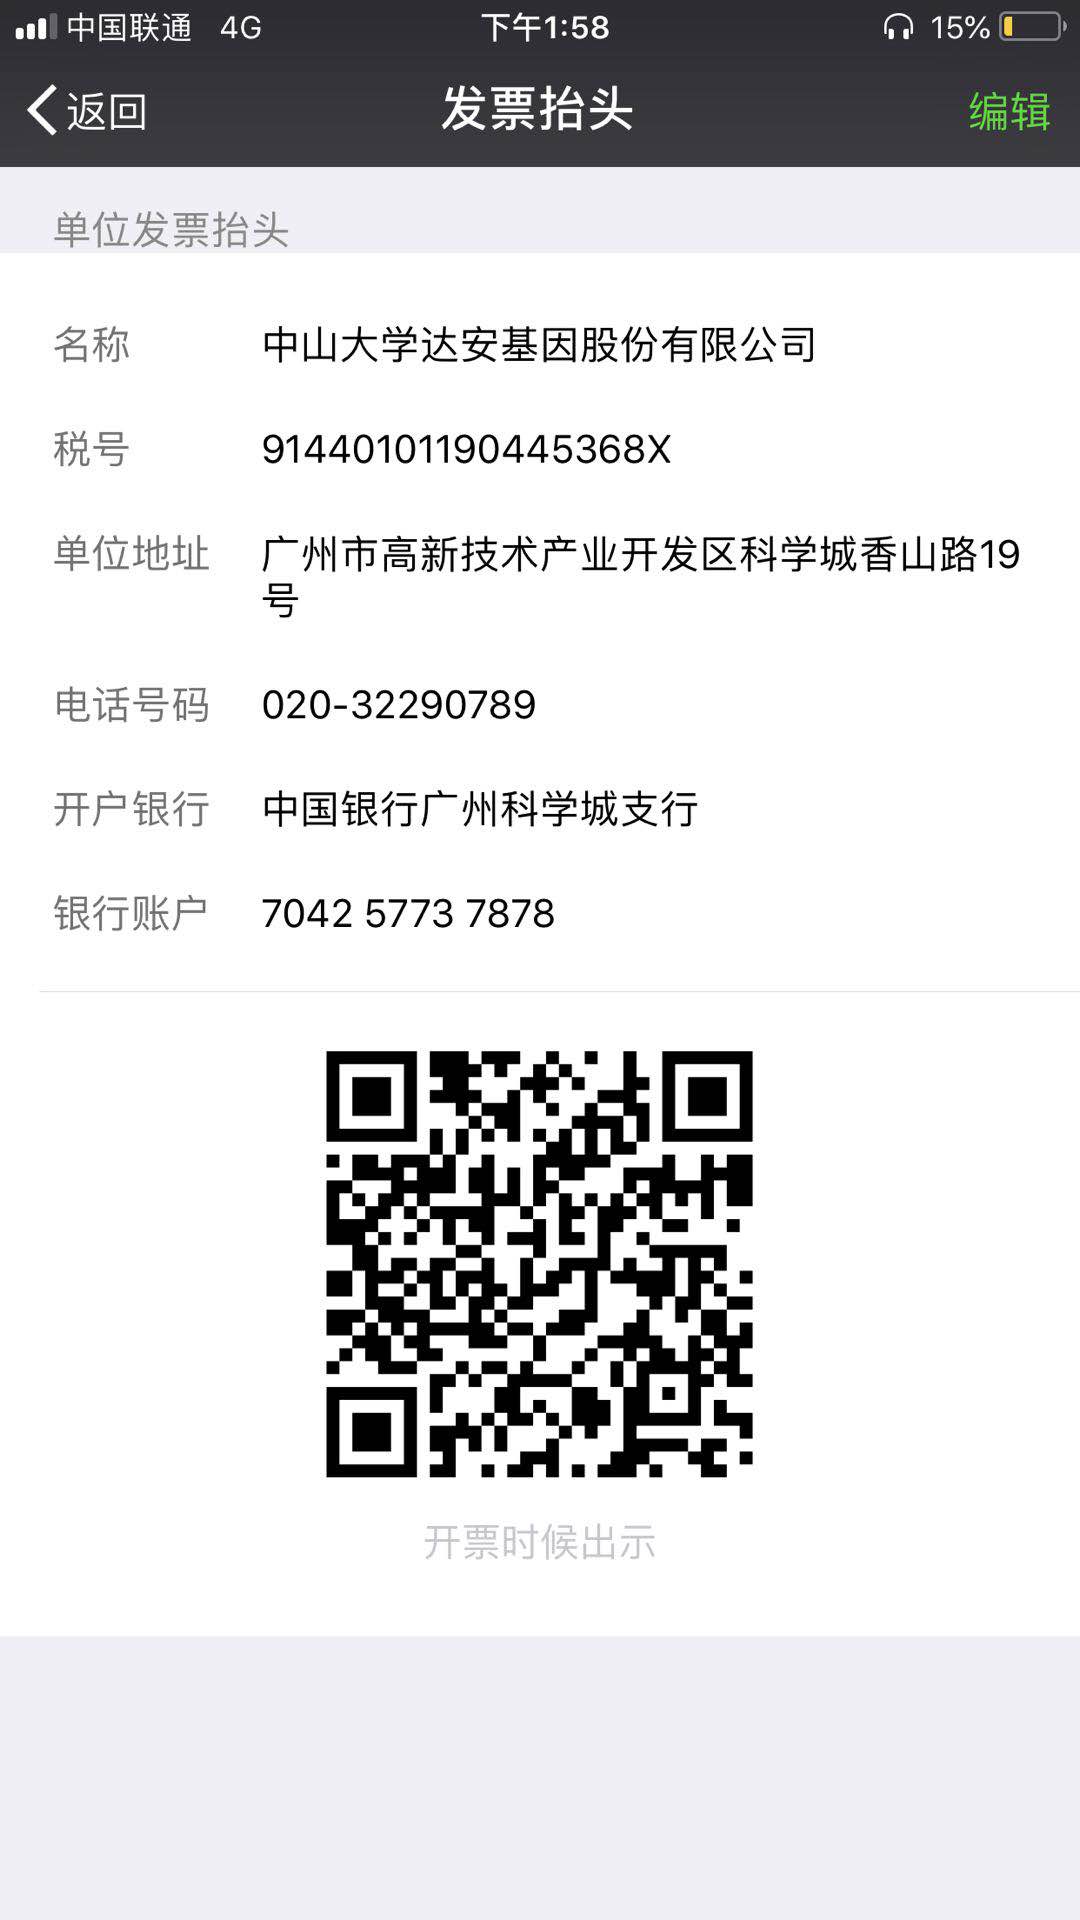 中国联通 4G 下午1:58 15%
返回 发票抬头 编辑
单位发票抬头
名称 中山大学达安基因股份有限公司
税号 91440101190445368X
单位地址 广州市高新技术产业开发区科学城香山路19
号
电话号码 020-32290789
开户银行 中国银行广州科学城支行
银行账户 7042 5773 7878
开票时候出示